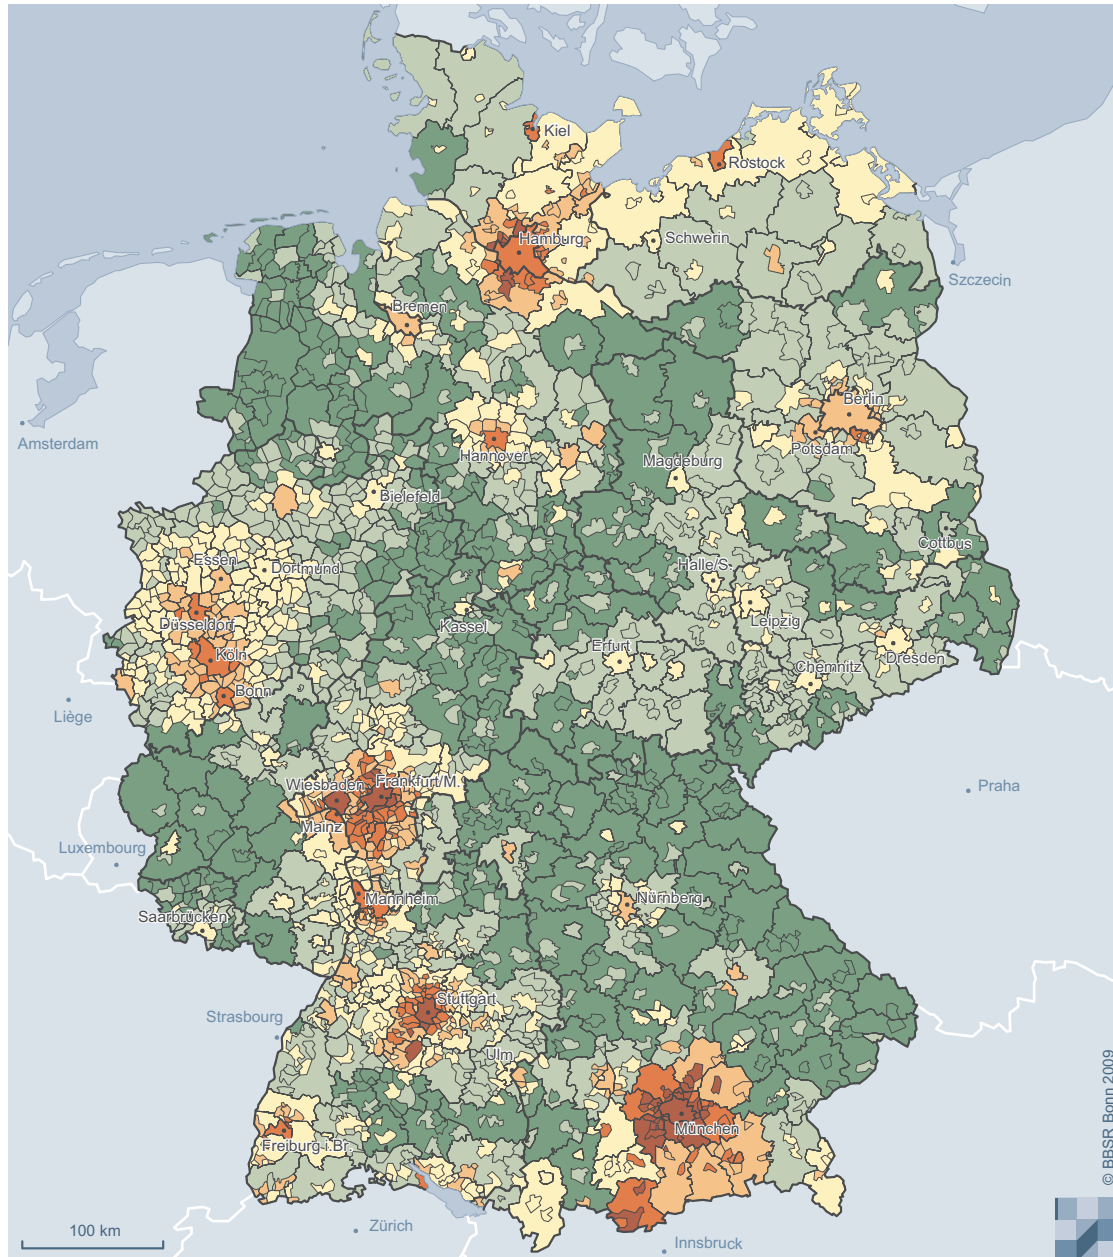 Kiel
Rostock
Hamburg
Schwerin
Szczecin
Bremen
Berlin
Amsterdam
Hannover
Potsdam
Magdeburg
Bielefeld
Essen
Dortmund
Cottbus
Halle/S.
Düsseldorf
Leipzig
Kassel
Köln
Erfurt
Dresden
Chemnitz
Bonn
Liège
Wiesbaden
Frankfurt/M.
Praha
Mainz
Luxembourg
Mannheim
Nürnberg
Saarbrücken
Stuttgart
Strasbourg
Ulm
München
Freiburg i.Br.
© BBSR Bonn 2009
100 km
Zürich
Innsbruck